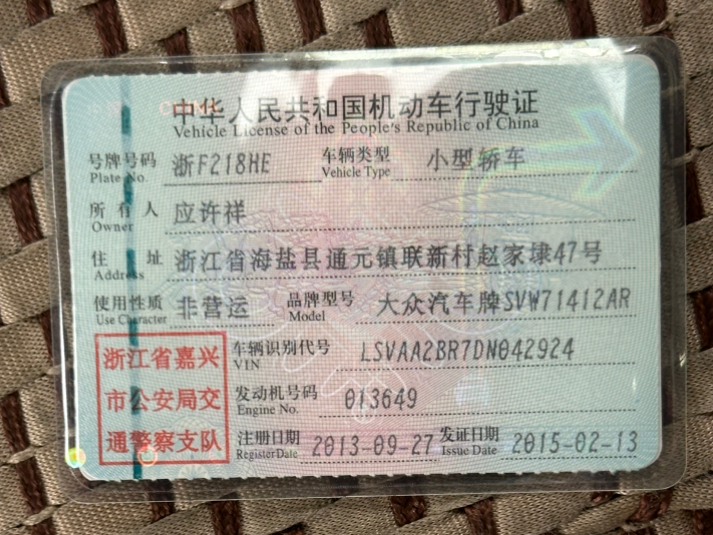 中华人民共和国机动车行驶证
Vehicle License of the People's Republic of China
号牌号码 浙F218HE 车辆类型 小型轿车
Plate No. Vehicle Type
所有人 应许祥
Owner
住址 浙江省海盐县通元镇联新村赵家埭47号
Address
使用性质 非营运 品牌型号 大众汽车牌SVW71412AR
Use Character Model
浙江省嘉兴 车辆识别代号 LSVAA2BR7DN042924
VIN
市公安局交 发动机号码 013649
Engine No.
通警察支队 注册日期 2013-09-27 发证日期 2015-02-13
Register Date Issue Date